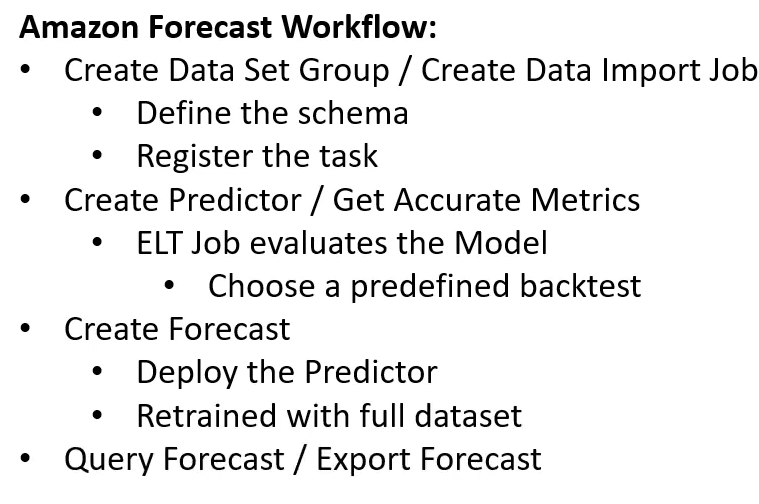 Amazon Forecast Workflow:
• Create Data Set Group / Create Data Import Job
• Define the schema
• Register the task
• Create Predictor / Get Accurate Metrics
• ELT Job evaluates the Model
• Choose a predefined backtest
• Create Forecast
• Deploy the Predictor
• Retrained with full dataset
• Query Forecast / Export Forecast